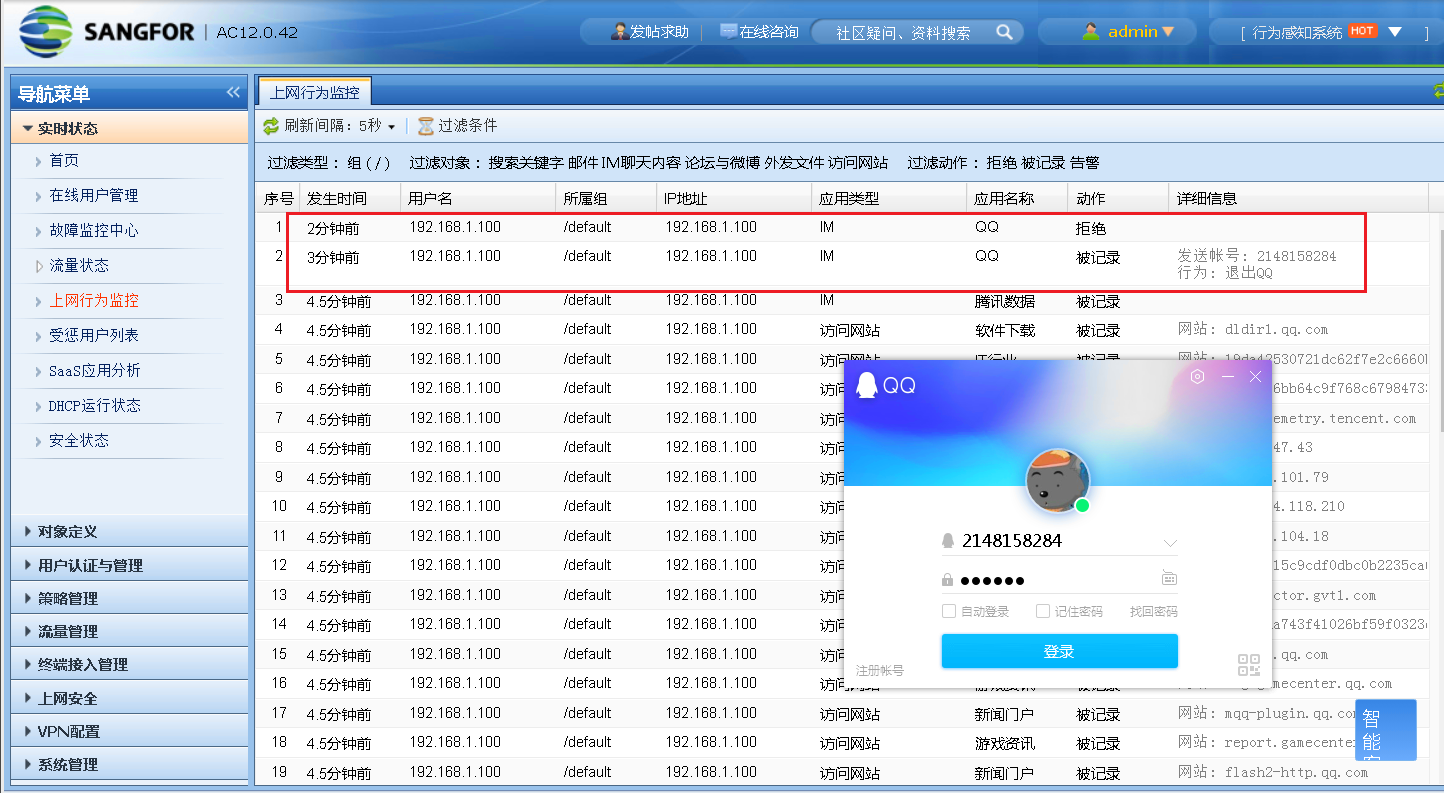 SANGFOR | AC12.0.42 发帖求助 在线咨询 社区疑问、资料搜索 admin [ 行为感知系统 HOT ]
导航菜单
实时状态
首页
在线用户管理
故障监控中心
流量状态
上网行为监控
受惩用户列表
SaaS应用分析
DHCP运行状态
安全状态
对象定义
用户认证与管理
策略管理
流量管理
终端接入管理
上网安全
VPN配置
系统管理
上网行为监控
刷新间隔: 5秒 过滤条件
过滤类型： 组 ( / ) 过滤对象： 搜索关键字 邮件 IM聊天内容 论坛与微博 外发文件 访问网站 过滤动作： 拒绝 被记录 告警
序号 发生时间 用户名 所属组 IP地址 应用类型 应用名称 动作 详细信息
1 2分钟前 192.168.1.100 /default 192.168.1.100 IM QQ 拒绝
2 3分钟前 192.168.1.100 /default 192.168.1.100 IM QQ 被记录 发送帐号: 2148158284
行为: 退出QQ
3 4.5分钟前 192.168.1.100 /default 192.168.1.100 IM 腾讯数据 被记录
4 4.5分钟前 192.168.1.100 /default 192.168.1.100 访问网站 软件下载 被记录 网站: dldir1.qq.com
5 4.5分钟前 192.168.1.100 /default 192.168.1.100 访问网站 IT行业 被记录
6 4.5分钟前 192.168.1.100 /default 192.168.1.100 访问
7 4.5分钟前 192.168.1.100 /default 192.168.1.100 访问 emetry.tencent.com
8 4.5分钟前 192.168.1.100 /default 192.168.1.100 访问 47.43
9 4.5分钟前 192.168.1.100 /default 192.168.1.100 访问 .101.79
10 4.5分钟前 192.168.1.100 /default 192.168.1.100 访问 4.118.210
11 4.5分钟前 192.168.1.100 /default 192.168.1.100 访问 .104.18
12 4.5分钟前 192.168.1.100 /default 192.168.1.100 访问 15c9cdf0dbc0b2235ca
13 4.5分钟前 192.168.1.100 /default 192.168.1.100 访问 ctor.gvt1.com
14 4.5分钟前 192.168.1.100 /default 192.168.1.100 访问 a743f41026bf59f0323
15 4.5分钟前 192.168.1.100 /default 192.168.1.100 访问 .qq.com
16 4.5分钟前 192.168.1.100 /default 192.168.1.100 访问网站 游戏资讯 被记录 mecenter.qq.com
17 4.5分钟前 192.168.1.100 /default 192.168.1.100 访问网站 新闻门户 被记录 网站: mqq-plugin.qq.co
18 4.5分钟前 192.168.1.100 /default 192.168.1.100 访问网站 游戏资讯 被记录 网站: report.gamecente
19 4.5分钟前 192.168.1.100 /default 192.168.1.100 访问网站 新闻门户 被记录 网站: flash2-http.qq.com
QQ
2148158284
自动登录 记住密码 找回密码
登录
注册帐号
智
能